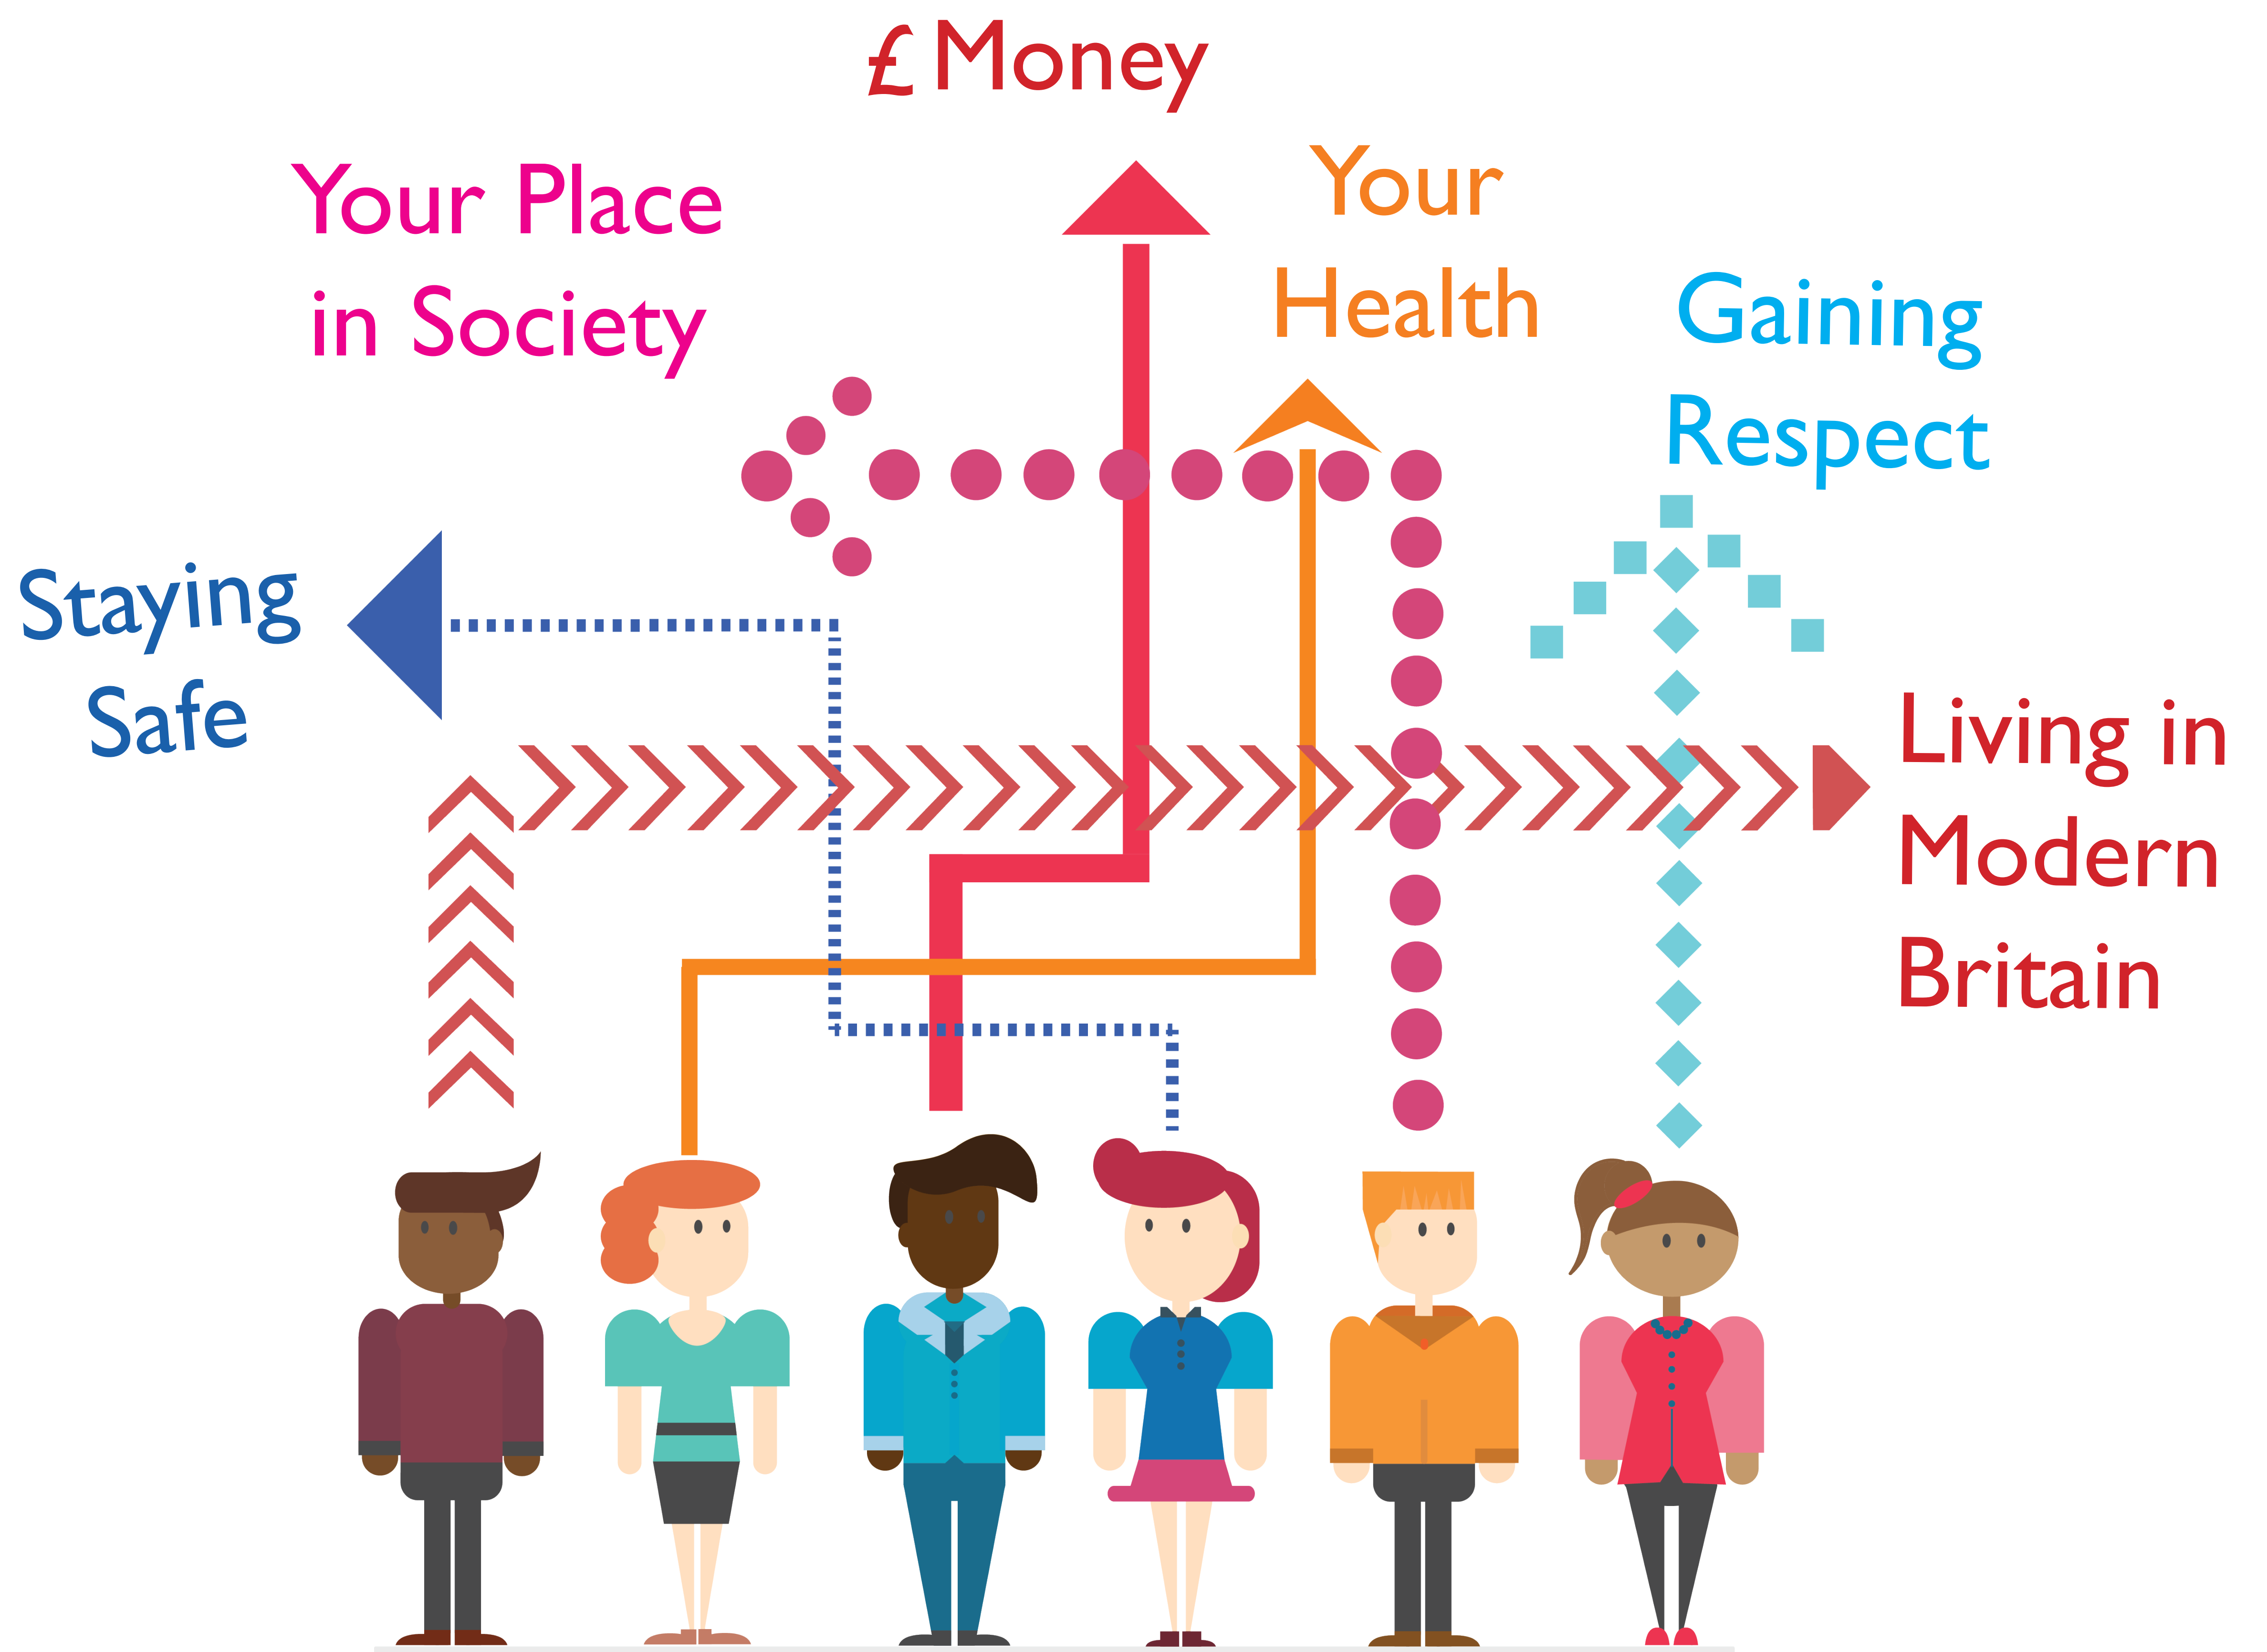 £ Money
Your Place
in Society
Your
Health
Gaining
Respect
Staying
Safe
Living in
Modern
Britain